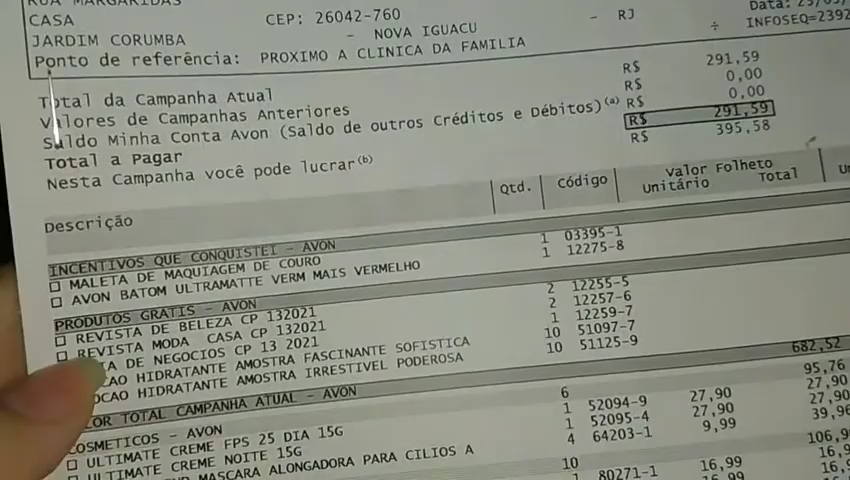 RUA MARGARIDAS
CASA CEP: 26042-760
JARDIM CORUMBA - NOVA IGUACU - RJ
Ponto de referência: PROXIMO A CLINICA DA FAMILIA
÷ INFOSEQ=2392
Total da Campanha Atual R$ 291,59
Valores de Campanhas Anteriores R$ 0,00
Saldo Minha Conta Avon (Saldo de outros Créditos e Débitos)(a) R$ 0,00
Total a Pagar R$ 291,59
Nesta Campanha você pode lucrar(b) R$ 395,58
Descrição Qtd. Código Valor Folheto
Unitário Total
INCENTIVOS QUE CONQUISTEI - AVON
MALETA DE MAQUIAGEM DE COURO 1 03395-1
AVON BATOM ULTRAMATTE VERM MAIS VERMELHO 1 12275-8
PRODUTOS GRATIS - AVON
REVISTA DE BELEZA CP 132021 2 12255-5
REVISTA MODA CASA CP 132021 2 12257-6
DE NEGOCIOS CP 13 2021 1 12259-7
HIDRATANTE AMOSTRA FASCINANTE SOFISTICA 10 51097-7
HIDRATANTE AMOSTRA IRRESTIVEL PODEROSA 10 51125-9
TOTAL CAMPANHA ATUAL - AVON 682,52
COSMETICOS - AVON 6 95,76
ULTIMATE CREME FPS 25 DIA 15G 1 52094-9 27,90 27,90
ULTIMATE CREME NOITE 15G 1 52095-4 27,90 27,90
MASCARA ALONGADORA PARA CILIOS A 4 64203-1 9,99 39,96
10 106,9
1 80271-1 16,99 16,9